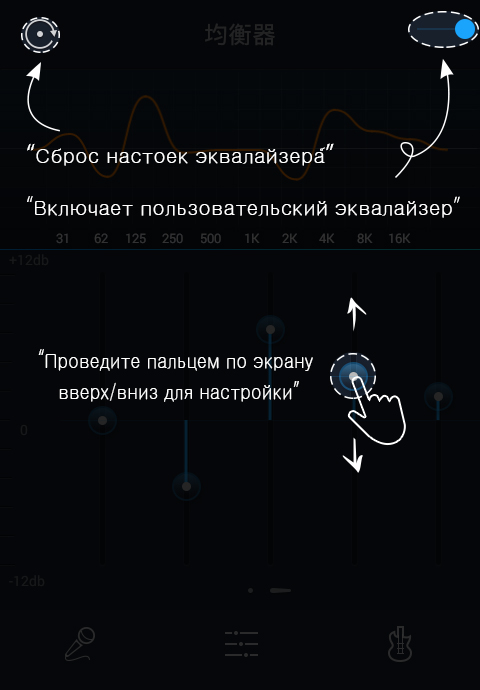 均衡器
“Сброс настоек эквалайзера”
“Включает пользовательский эквалайзер”
31 62 125 250 500 1K 2K 4K 8K 16K
+12db
“Проведите пальцем по экрану
вверх/вниз для настройки”
0
-12db